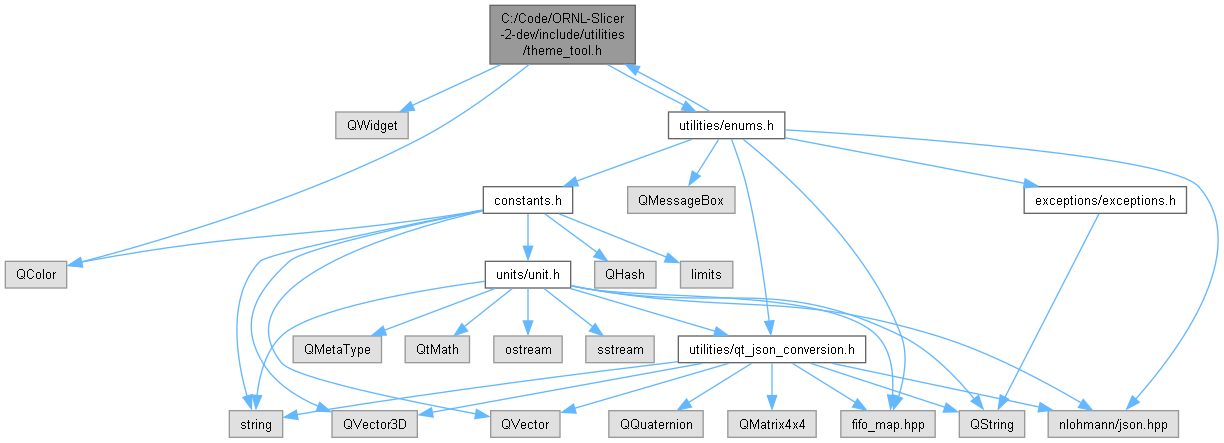 C:/Code/ORNL-Slicer
-2-dev/include/utilities
/theme_tool.h
QWidget
utilities/enums.h
constants.h
QMessageBox
exceptions/exceptions.h
QColor
units/unit.h
QHash
limits
QMetaType
QtMath
ostream
sstream
utilities/qt_json_conversion.h
string
QVector3D
QVector
QQuaternion
QMatrix4x4
fifo_map.hpp
QString
nlohmann/json.hpp